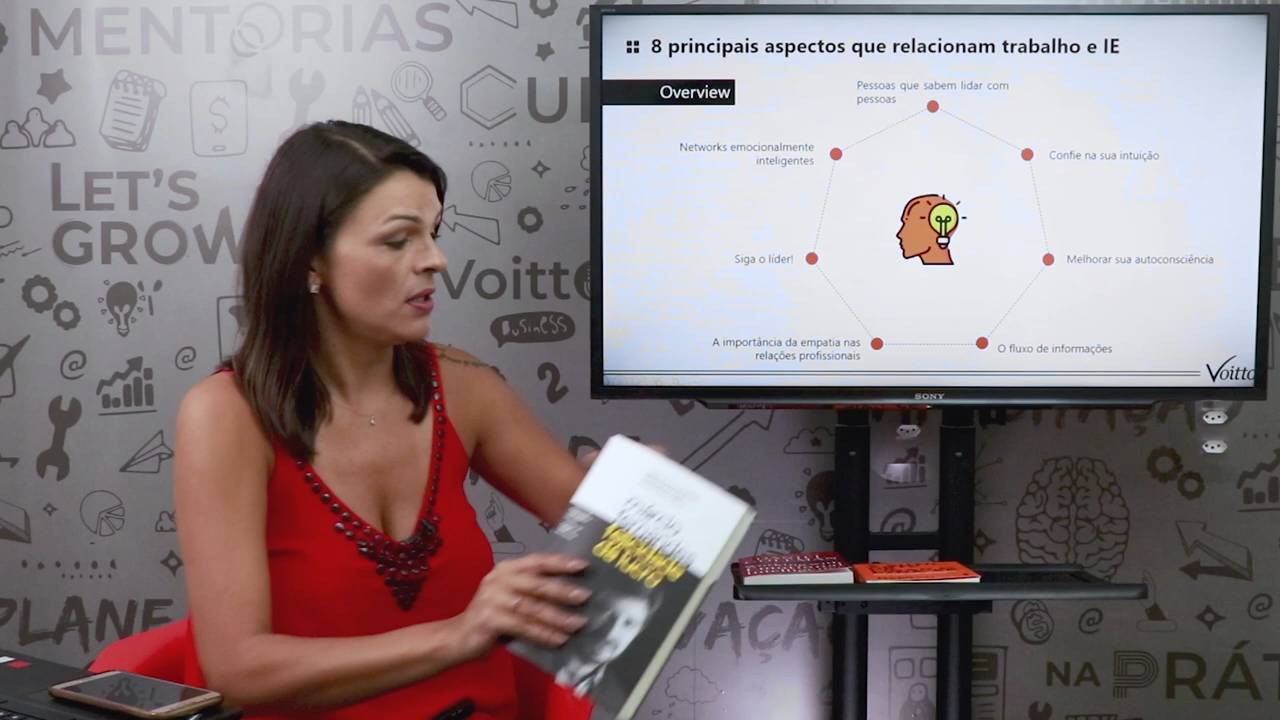 MENTORIAS
LET'S
GROW
Voitto
BUSINESS
2
PLANE
NA PRÁT
8 principais aspectos que relacionam trabalho e IE
Overview
Pessoas que sabem lidar com
pessoas
Networks emocionalmente
inteligentes
Confie na sua intuição
Siga o líder!
Melhorar sua autoconsciência
A importância da empatia nas
relações profissionais
O fluxo de informações
Voitto
SONY